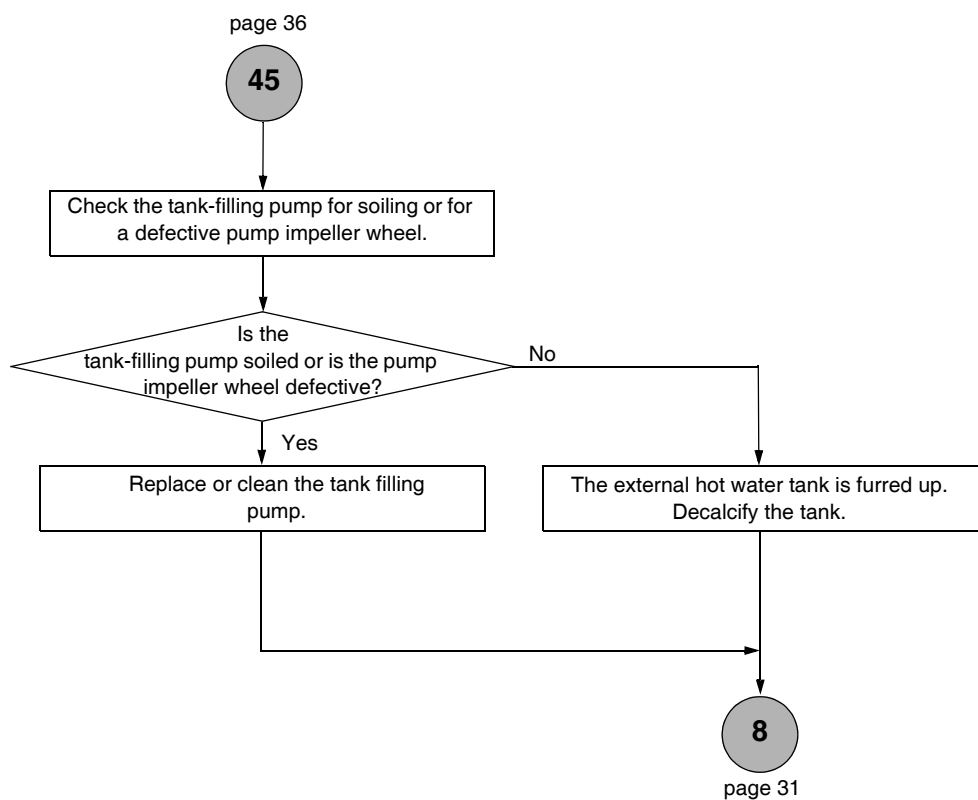 page 36
45
Check the tank-filling pump for soiling or for
a defective pump impeller wheel.
Is the
tank-filling pump soiled or is the pump
impeller wheel defective?
No
Yes
Replace or clean the tank filling
pump.
The external hot water tank is furred up.
Decalcify the tank.
8
page 31